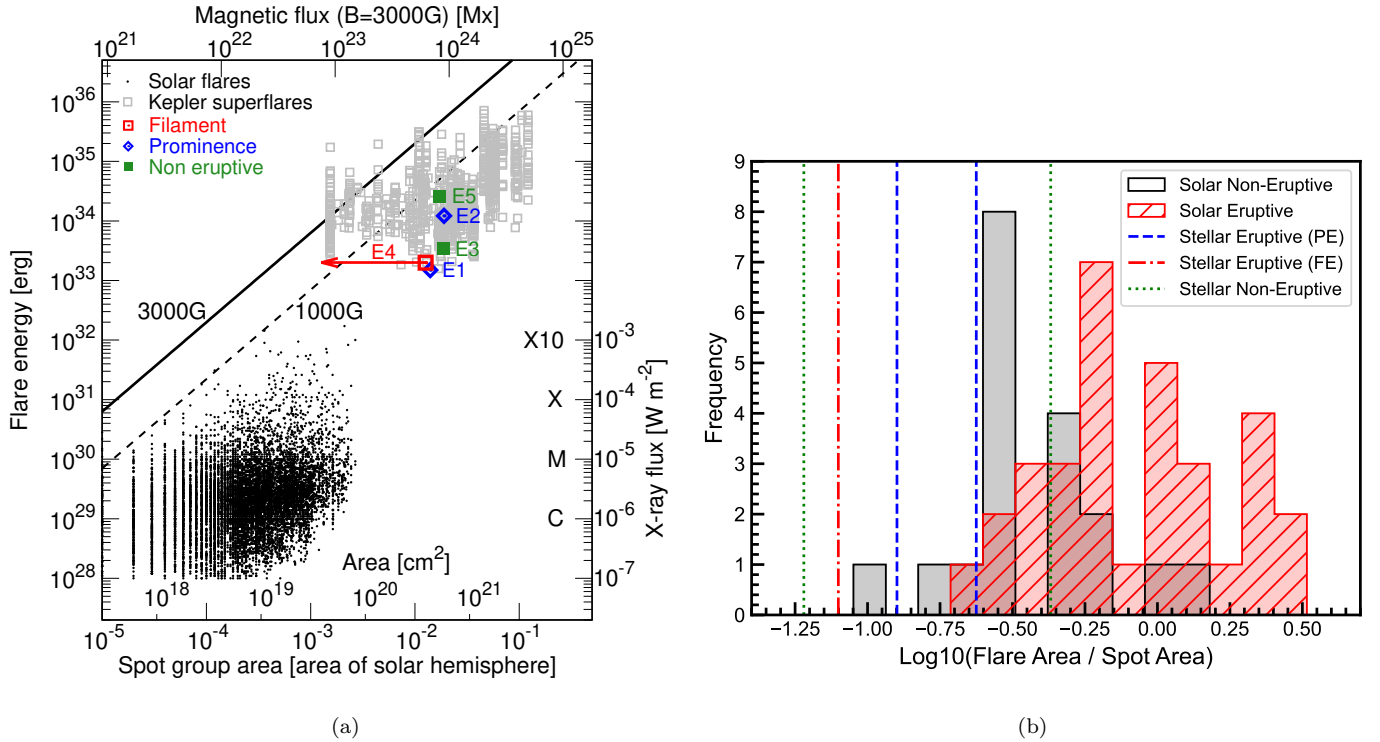 Magnetic flux (B=3000G) [Mx]
10^21 10^22 10^23 10^24 10^25
Solar flares
Kepler superflares
Filament
Prominence
Non eruptive
10^36
10^35
10^34
10^33
10^32
10^31
10^30
10^29
10^28
Flare energy [erg]
E5
E2
E3
E4
E1
3000G
1000G
X10
X
M
C
10^-3
10^-4
10^-5
10^-6
10^-7
X-ray flux [W m^-2]
Area [cm^2]
10^18 10^19 10^20 10^21
10^-5 10^-4 10^-3 10^-2 10^-1
Spot group area [area of solar hemisphere]
(a)
9
8
7
6
5
4
3
2
1
0
Frequency
Solar Non-Eruptive
Solar Eruptive
Stellar Eruptive (PE)
Stellar Eruptive (FE)
Stellar Non-Eruptive
−1.25 −1.00 −0.75 −0.50 −0.25 0.00 0.25 0.50
Log10(Flare Area / Spot Area)
(b)